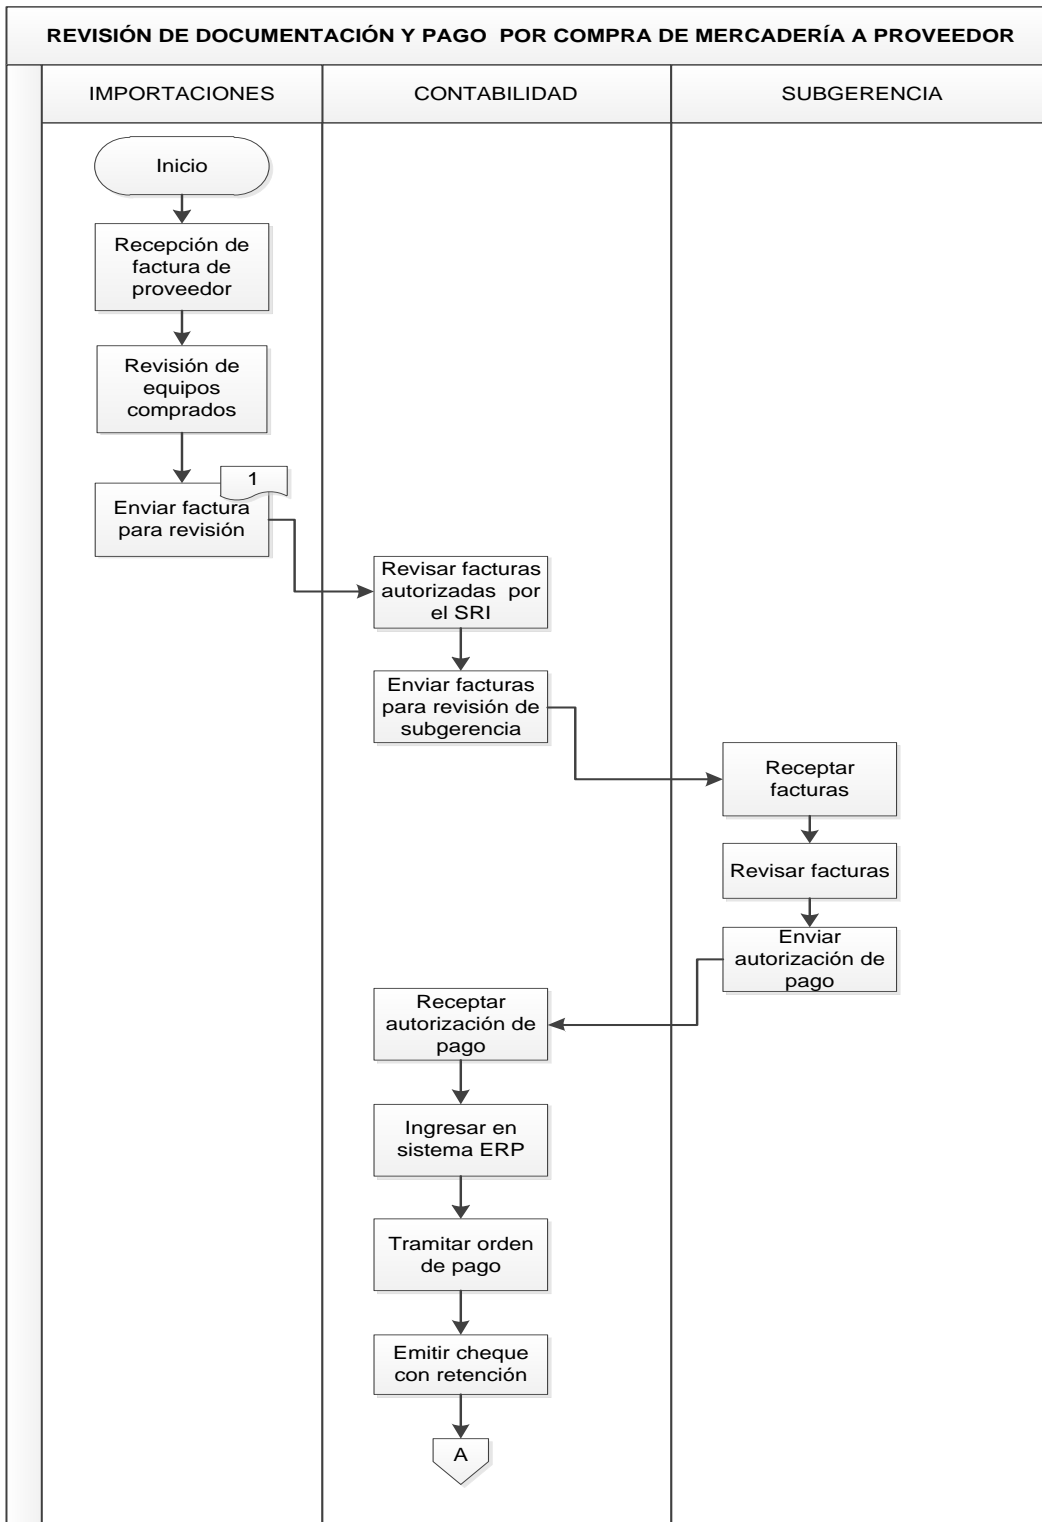 REVISIÓN DE DOCUMENTACIÓN Y PAGO POR COMPRA DE MERCADERÍA A PROVEEDOR
IMPORTACIONES
CONTABILIDAD
SUBGERENCIA
Inicio
Recepción de
factura de
proveedor
Revisión de
equipos
comprados
1
Enviar factura
para revisión
Revisar facturas
autorizadas por
el SRI
Enviar facturas
para revisión de
subgerencia
Receptar
facturas
Revisar facturas
Enviar
autorización de
pago
Receptar
autorización de
pago
Ingresar en
sistema ERP
Tramitar orden
de pago
Emitir cheque
con retención
A